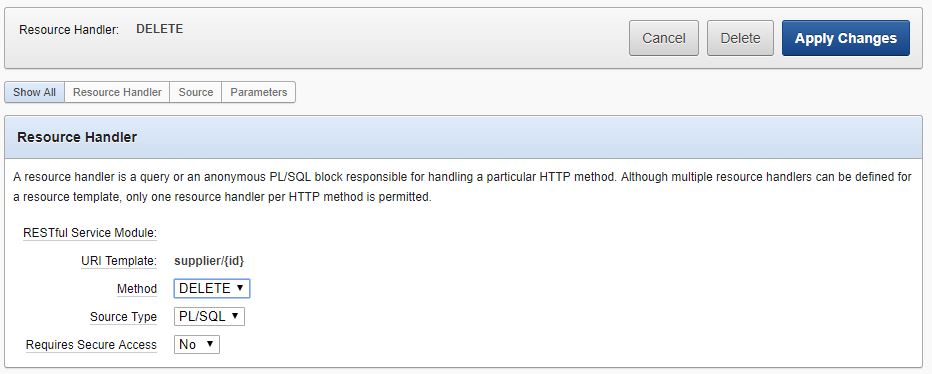 Resource Handler: DELETE
Cancel Delete Apply Changes
Show All Resource Handler Source Parameters
Resource Handler
A resource handler is a query or an anonymous PL/SQL block responsible for handling a particular HTTP method. Although multiple resource handlers can be defined for
a resource template, only one resource handler per HTTP method is permitted.
RESTful Service Module:
URI Template: supplier/{id}
Method DELETE
Source Type PL/SQL
Requires Secure Access No